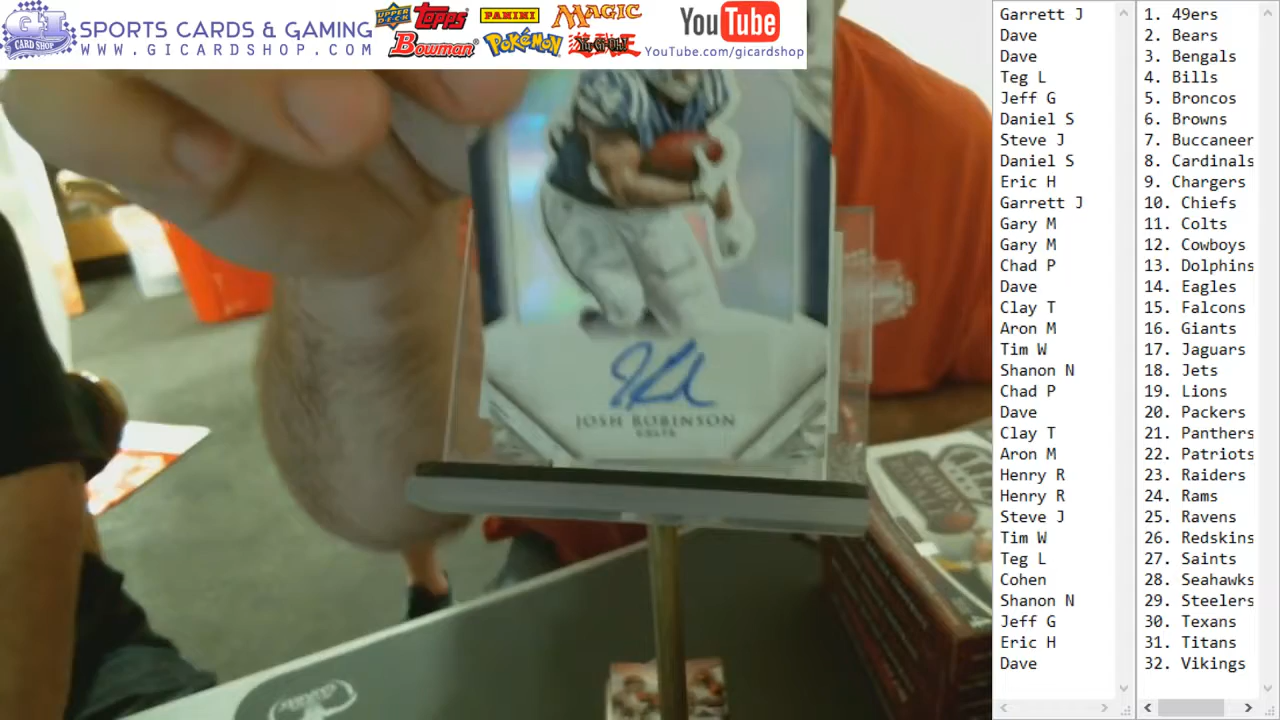 GI
CARD SHOP
SPORTS CARDS & GAMING
WWW.GICARDSHOP.COM
UPPER DECK
Topps
PANINI
MAGIC
Bowman
Pokémon
Yu-Gi-Oh!
YouTube
YouTube.com/gicardshop
JOSH ROBINSON
COLTS
Garrett J
Dave
Dave
Teg L
Jeff G
Daniel S
Steve J
Daniel S
Eric H
Garrett J
Gary M
Gary M
Chad P
Dave
Clay T
Aron M
Tim W
Shanon N
Chad P
Dave
Clay T
Aron M
Henry R
Henry R
Steve J
Tim W
Teg L
Cohen
Shanon N
Jeff G
Eric H
Dave
1. 49ers
2. Bears
3. Bengals
4. Bills
5. Broncos
6. Browns
7. Buccaneer
8. Cardinals
9. Chargers
10. Chiefs
11. Colts
12. Cowboys
13. Dolphins
14. Eagles
15. Falcons
16. Giants
17. Jaguars
18. Jets
19. Lions
20. Packers
21. Panthers
22. Patriots
23. Raiders
24. Rams
25. Ravens
26. Redskins
27. Saints
28. Seahawks
29. Steelers
30. Texans
31. Titans
32. Vikings